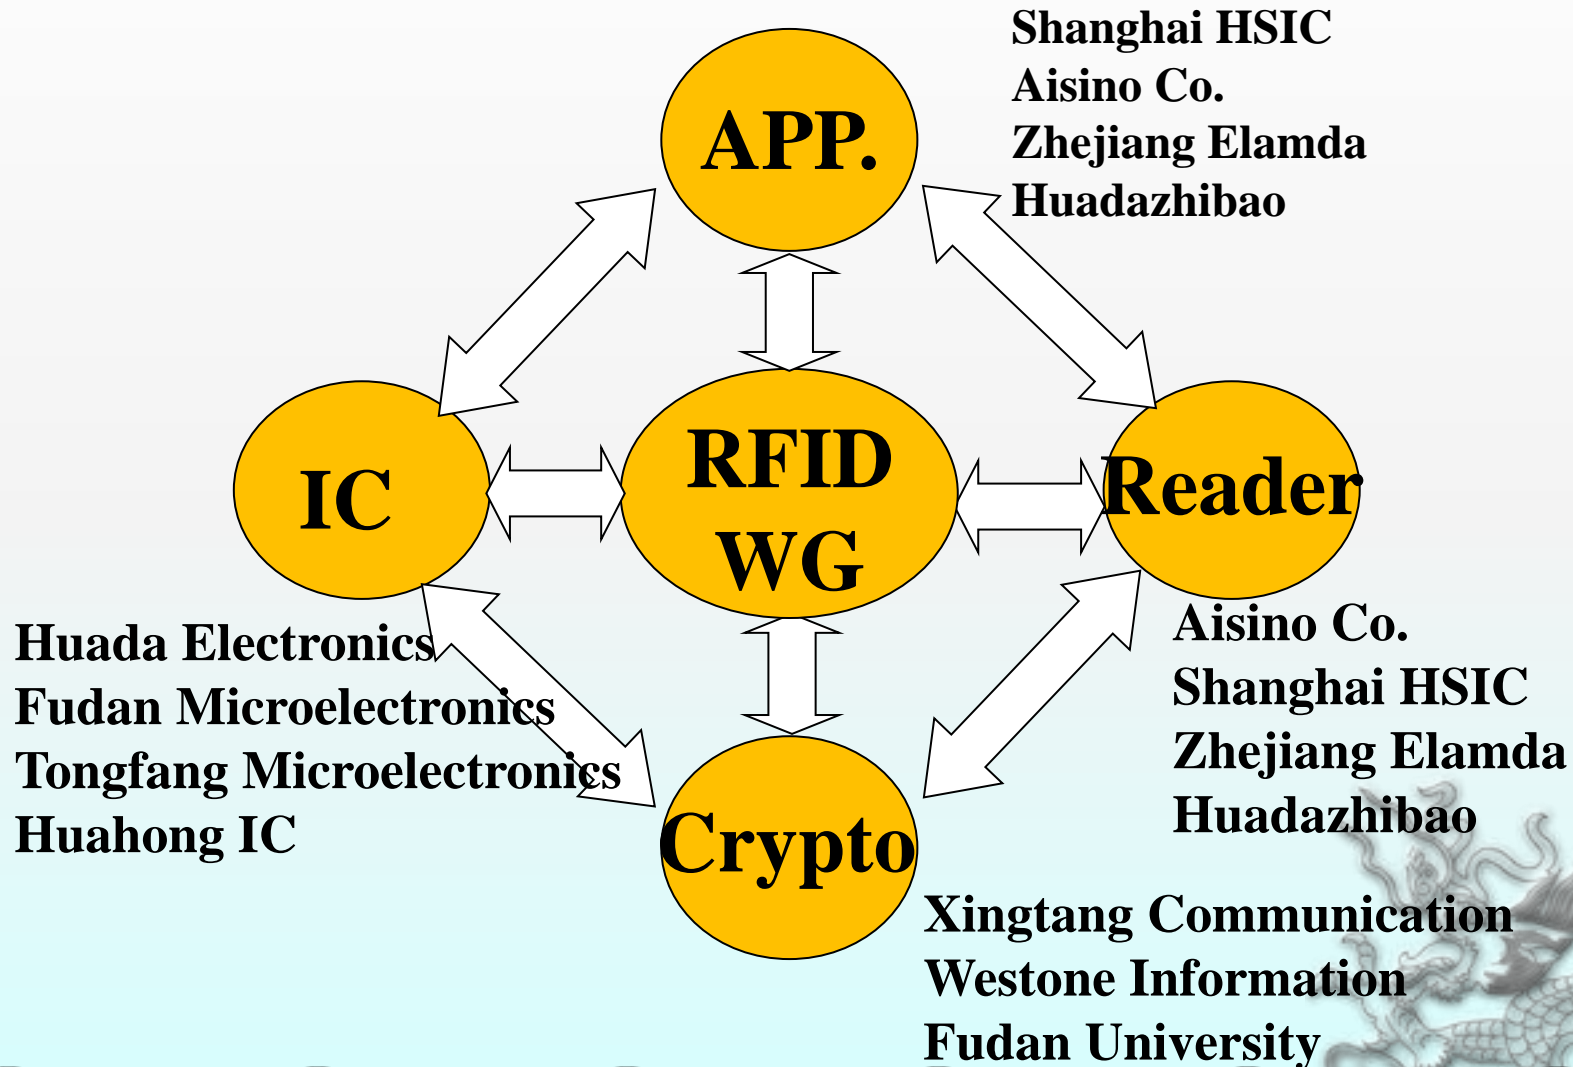 Shanghai HSIC
Aisino Co.
Zhejiang Elamda
Huadazhibao
APP.
IC
RFID
WG
Reader
Huada Electronics
Fudan Microelectronics
Tongfang Microelectronics
Huahong IC
Aisino Co.
Shanghai HSIC
Zhejiang Elamda
Huadazhibao
Crypto
Xingtang Communication
Westone Information
Fudan University